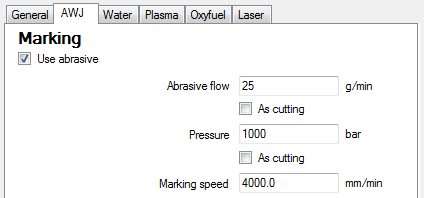 General AWJ Water Plasma Oxyfuel Laser
Marking
Use abrasive
Abrasive flow 25 g/min
As cutting
Pressure 1000 bar
As cutting
Marking speed 4000.0 mm/min